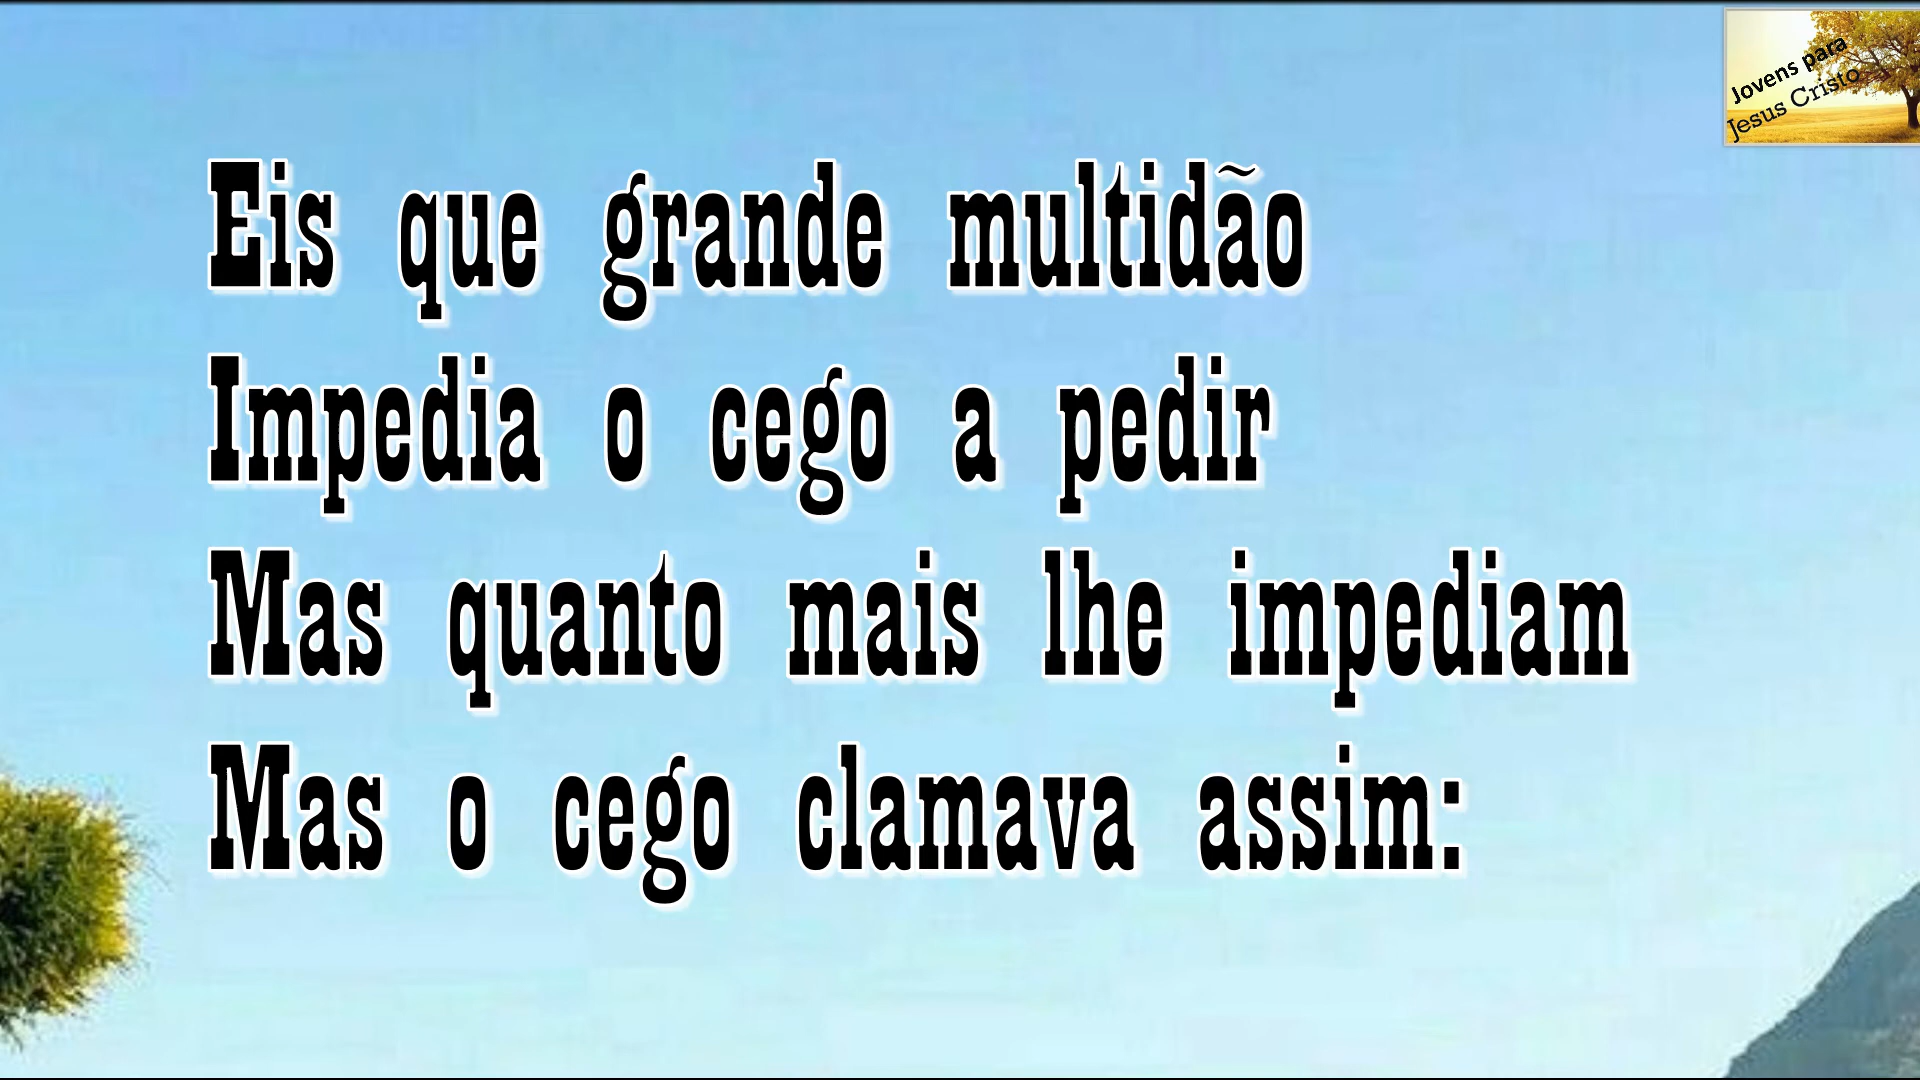 Jovens para
Jesus Cristo
Eis que grande multidão
Impedia o cego a pedir
Mas quanto mais lhe impediam
Mas o cego clamava assim: